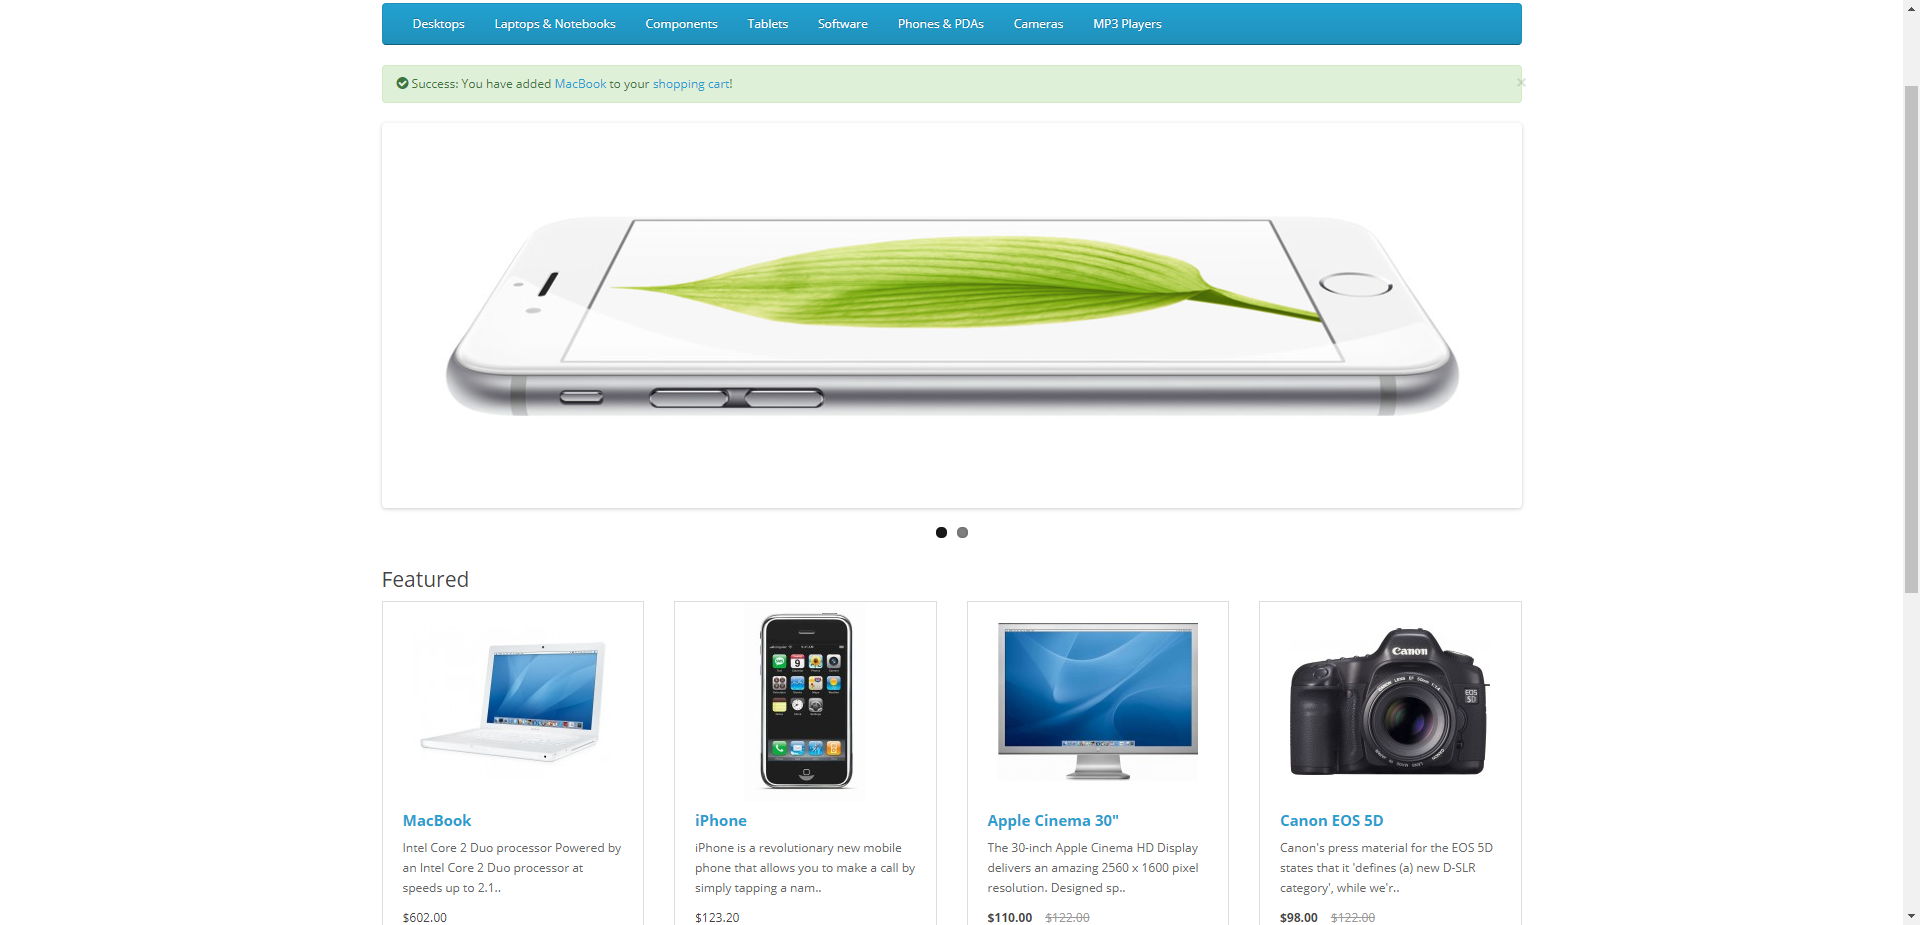 Desktops Laptops & Notebooks Components Tablets Software Phones & PDAs Cameras MP3 Players
Success: You have added MacBook to your shopping cart!
×
Featured
Canon
EOS
5D
MacBook
Intel Core 2 Duo processor Powered by
an Intel Core 2 Duo processor at
speeds up to 2.1..
$602.00
iPhone
iPhone is a revolutionary new mobile
phone that allows you to make a call by
simply tapping a nam..
$123.20
Apple Cinema 30"
The 30-inch Apple Cinema HD Display
delivers an amazing 2560 x 1600 pixel
resolution. Designed sp..
$110.00 $122.00
Canon EOS 5D
Canon's press material for the EOS 5D
states that it 'defines (a) new D-SLR
category', while we'r..
$98.00 $122.00